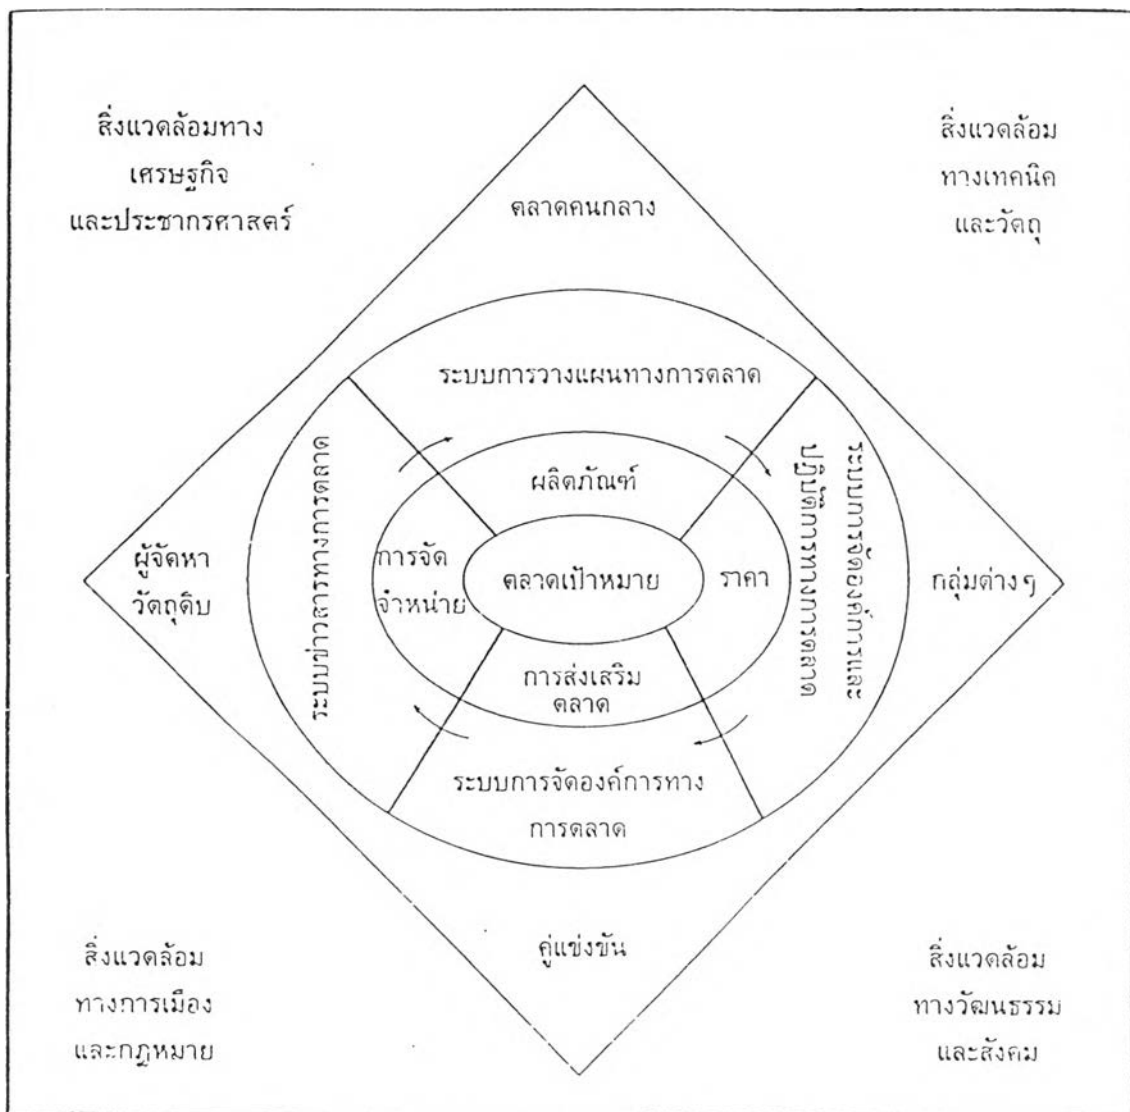 สิ่งแวดล้อมทาง
เศรษฐกิจ
และประชากรศาสตร์
สิ่งแวดล้อม
ทางเทคนิค
และวัตถุ
ตลาดคนกลาง
ระบบการวางแผนทางการตลาด
ระบบข่าวสารทางการตลาด
ระบบการจัดองค์การและ
ปฏิบัติการทางการตลาด
ผลิตภัณฑ์
ผู้จัดหา
วัตถุดิบ
การจัด
จำหน่าย
ตลาดเป้าหมาย
ราคา
กลุ่มต่างๆ
การส่งเสริม
ตลาด
ระบบการจัดองค์การทาง
การตลาด
คู่แข่งขัน
สิ่งแวดล้อม
ทางการเมือง
และกฎหมาย
สิ่งแวดล้อม
ทางวัฒนธรรม
และสังคม